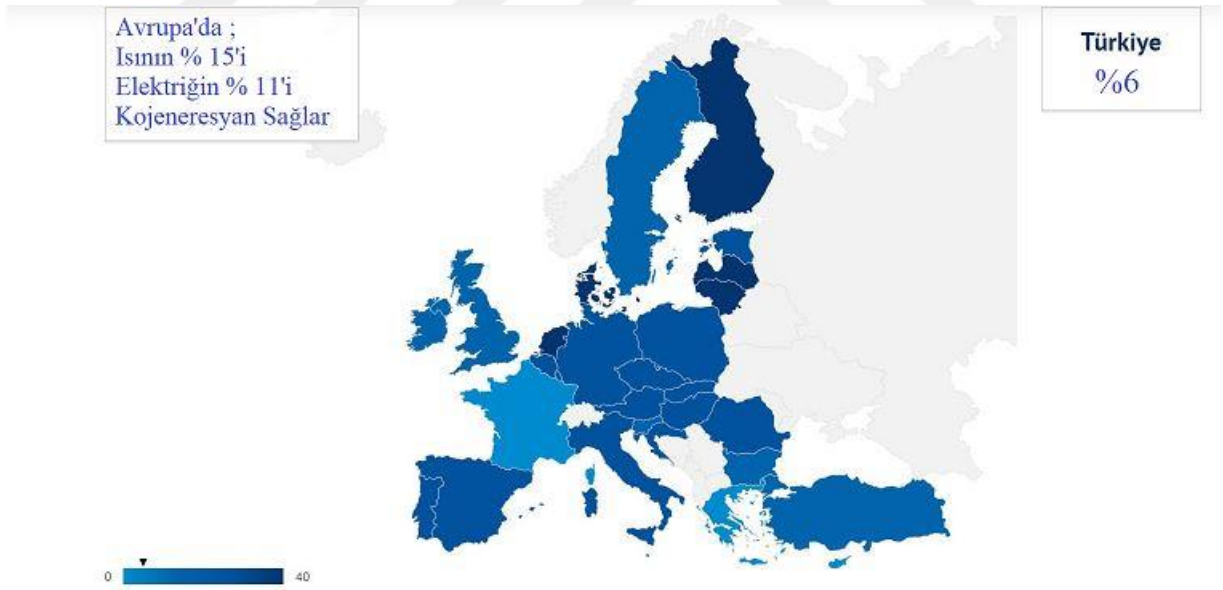 Avrupa'da ;
Isının % 15'i
Elektriğin % 11'i
Kojeneresyan Sağlar
Türkiye
%6
0
40